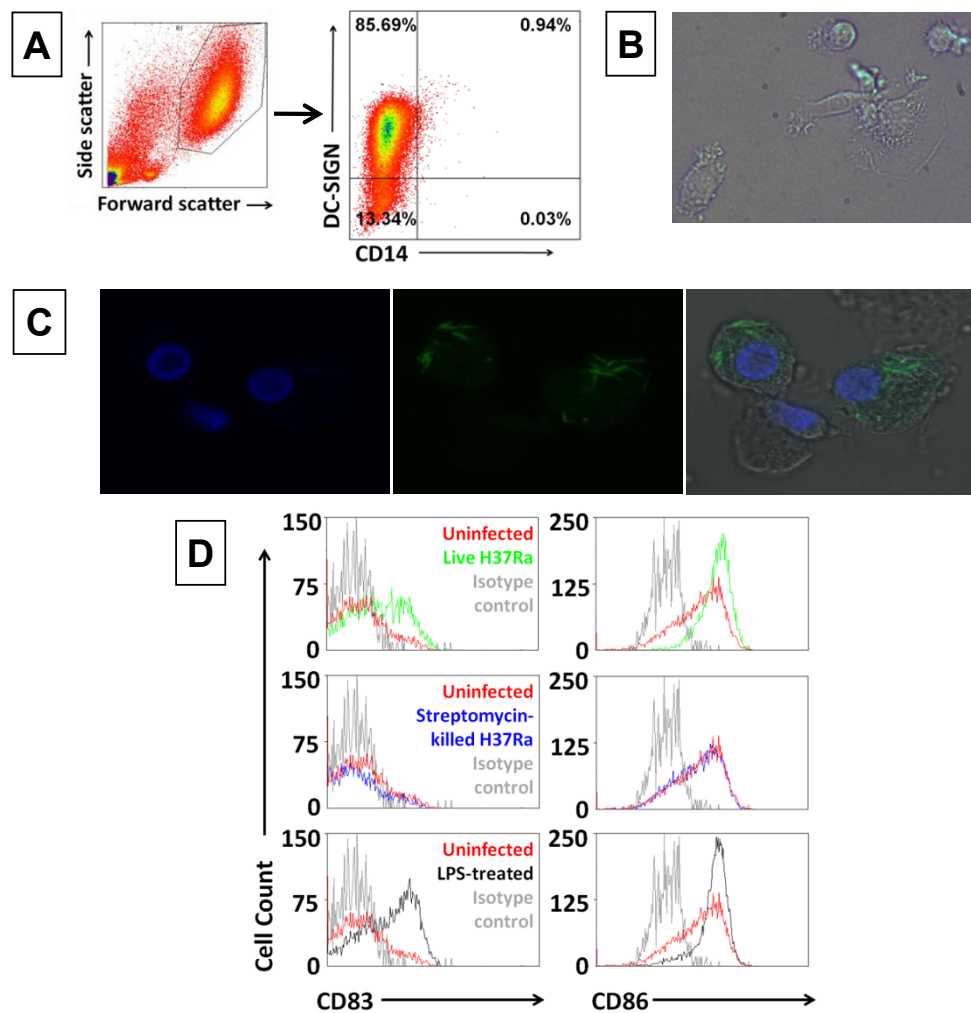 A
Side scatter
R1
Forward scatter
DC-SIGN
85.69%
0.94%
13.34%
0.03%
CD14
B
C
D
Cell Count
150
75
0
Uninfected
Live H37Ra
Isotype
control
250
125
0
150
75
0
Uninfected
Streptomycin-
killed H37Ra
Isotype
control
250
125
0
150
75
0
Uninfected
LPS-treated
Isotype
control
250
125
0
CD83
CD86